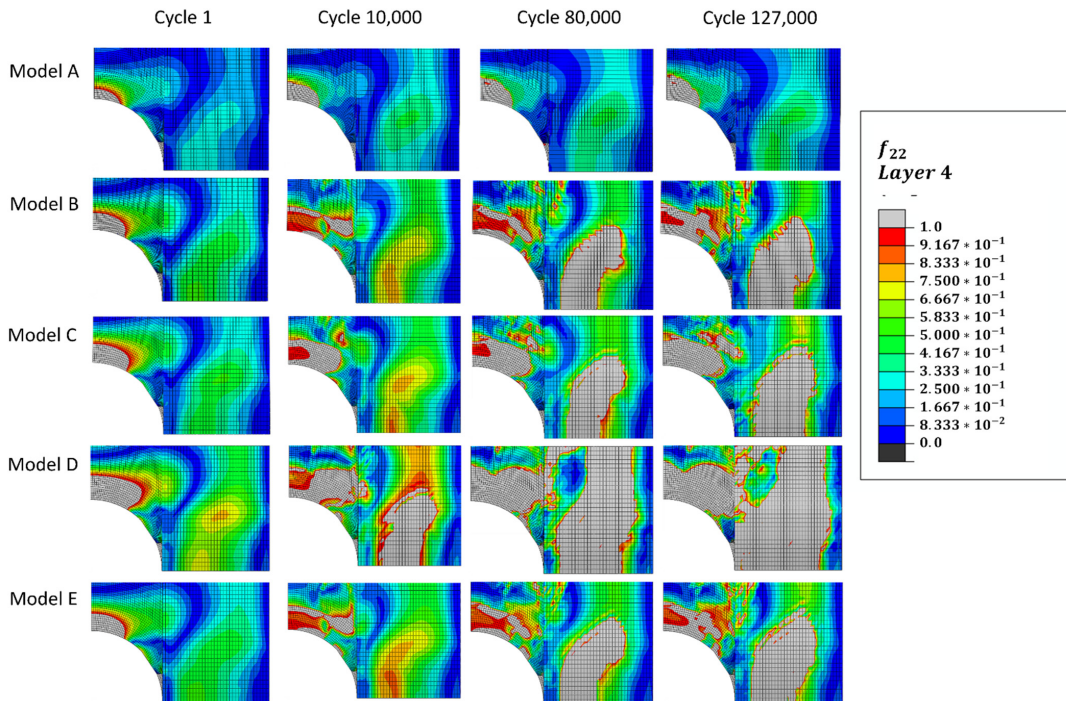 Cycle 1 Cycle 10,000 Cycle 80,000 Cycle 127,000
Model A
Model B
Model C
Model D
Model E
f₂₂
Layer 4
1.0
9.167 * 10⁻¹
8.333 * 10⁻¹
7.500 * 10⁻¹
6.667 * 10⁻¹
5.833 * 10⁻¹
5.000 * 10⁻¹
4.167 * 10⁻¹
3.333 * 10⁻¹
2.500 * 10⁻¹
1.667 * 10⁻¹
8.333 * 10⁻²
0.0